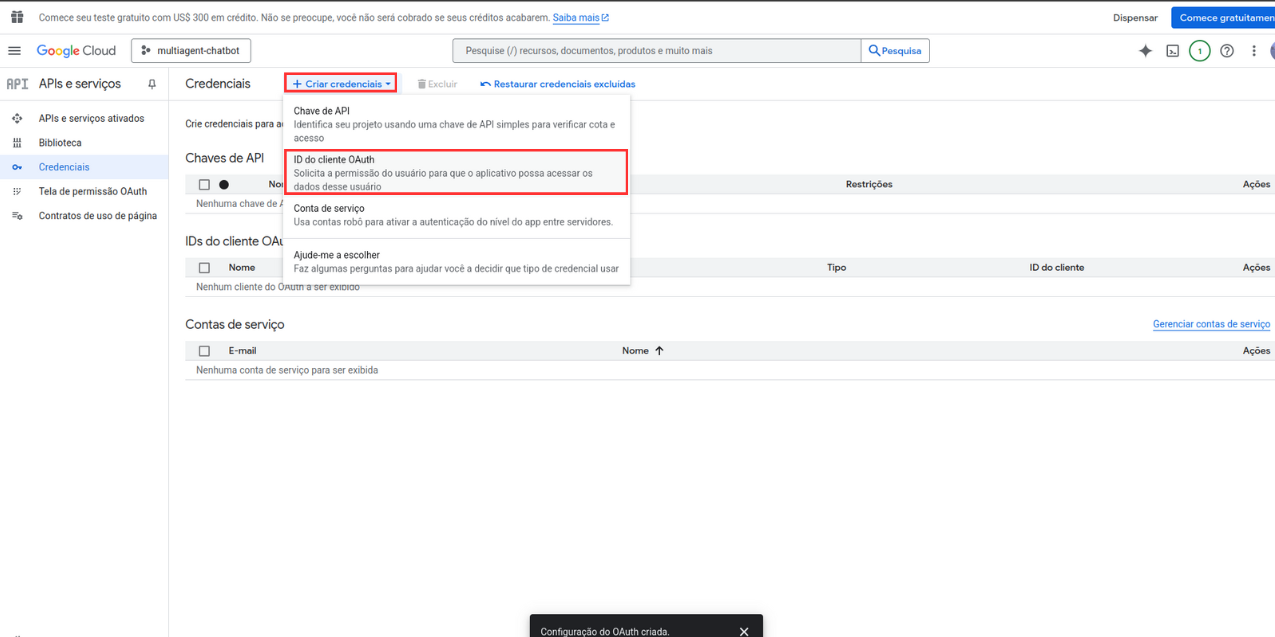 Comece seu teste gratuito com US$ 300 em crédito. Não se preocupe, você não será cobrado se seus créditos acabarem. Saiba mais
Dispensar
Comece gratuitamen
Google Cloud
multiagent-chatbot
Pesquise (/) recursos, documentos, produtos e muito mais
Pesquisa
1
API APIs e serviços
Credenciais
+ Criar credenciais
Excluir
Restaurar credenciais excluidas
APIs e serviços ativados
Biblioteca
Credenciais
Tela de permissão OAuth
Contratos de uso de página
Crie credenciais para a
Chave de API
Identifica seu projeto usando uma chave de API simples para verificar cota e
acesso
ID do cliente OAuth
Solicita a permissão do usuário para que o aplicativo possa acessar os
dados desse usuário
Conta de serviço
Usa contas robô para ativar a autenticação do nível do app entre servidores.
Ajude-me a escolher
Faz algumas perguntas para ajudar você a decidir que tipo de credencial usar
Chaves de API
No
Restrições
Ações
Nenhuma chave de A
IDs do cliente OAu
Nome
Tipo
ID do cliente
Ações
Nenhum cliente do OAuth a ser exibido
Contas de serviço
Gerenciar contas de serviço
E-mail
Nome
Ações
Nenhuma conta de serviço para ser exibida
Configuração do OAuth criada.